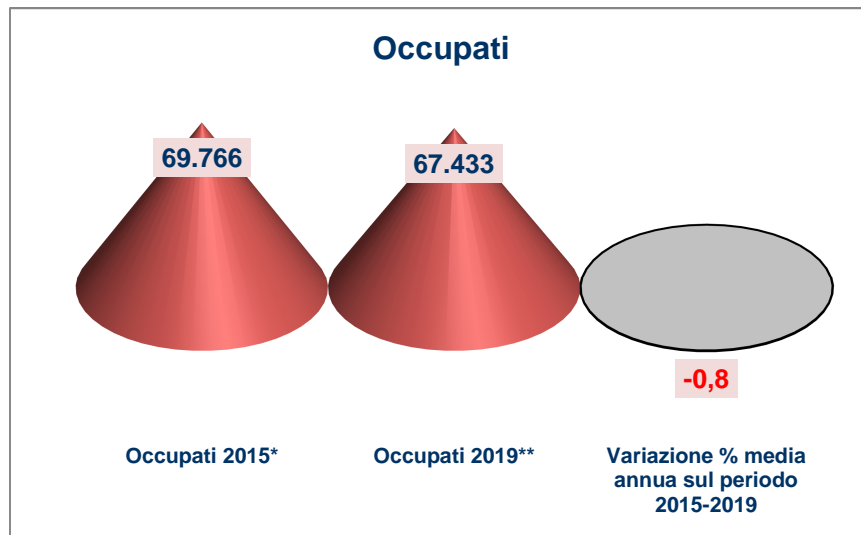 Occupati
69.766
67.433
-0,8
Occupati 2015*
Occupati 2019**
Variazione % media
annua sul periodo
2015-2019